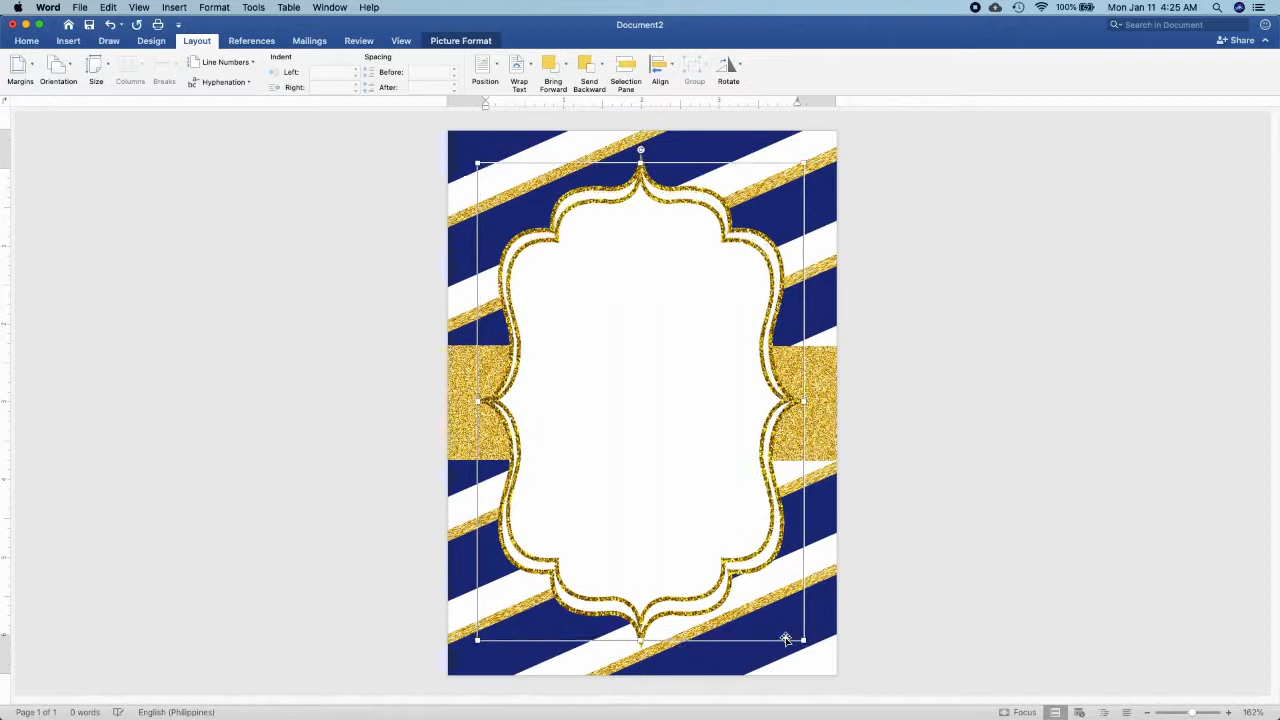 Word File Edit View Insert Format Tools Table Window Help
100% Mon Jan 11 4:25 AM
Document2
Search in Document
Home Insert Draw Design Layout References Mailings Review View Picture Format
Share
Line Numbers
Indent
Spacing
Left:
Before:
Hyphenation
Right:
After:
Margins Orientation Size Columns Breaks
Position Wrap Text Bring Forward Send Backward Selection Pane Align Group Rotate
1 2 3
Page 1 of 1 0 words English (Philippines)
Focus
162%